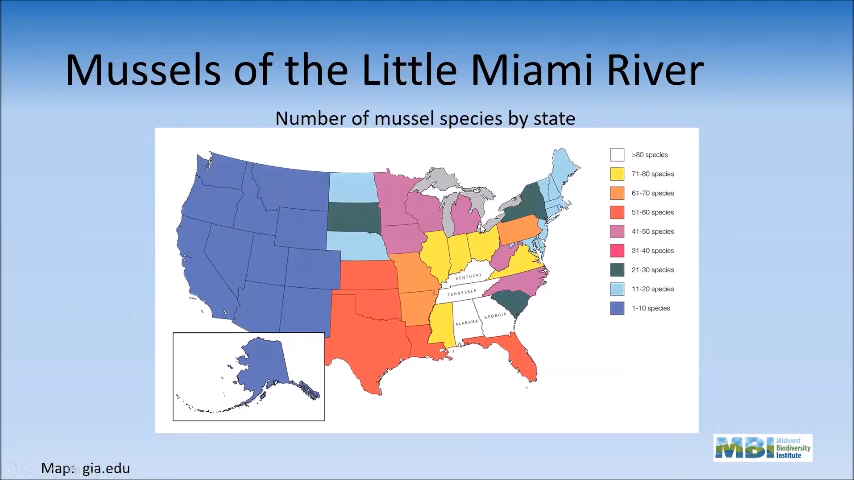 Mussels of the Little Miami River
Number of mussel species by state
>80 species
71-80 species
61-70 species
51-60 species
41-50 species
31-40 species
21-30 species
11-20 species
1-10 species
KENTUCKY
TENNESSEE
ALABAMA
GEORGIA
MBI
Midwest
Biodiversity
Institute
Map: gia.edu